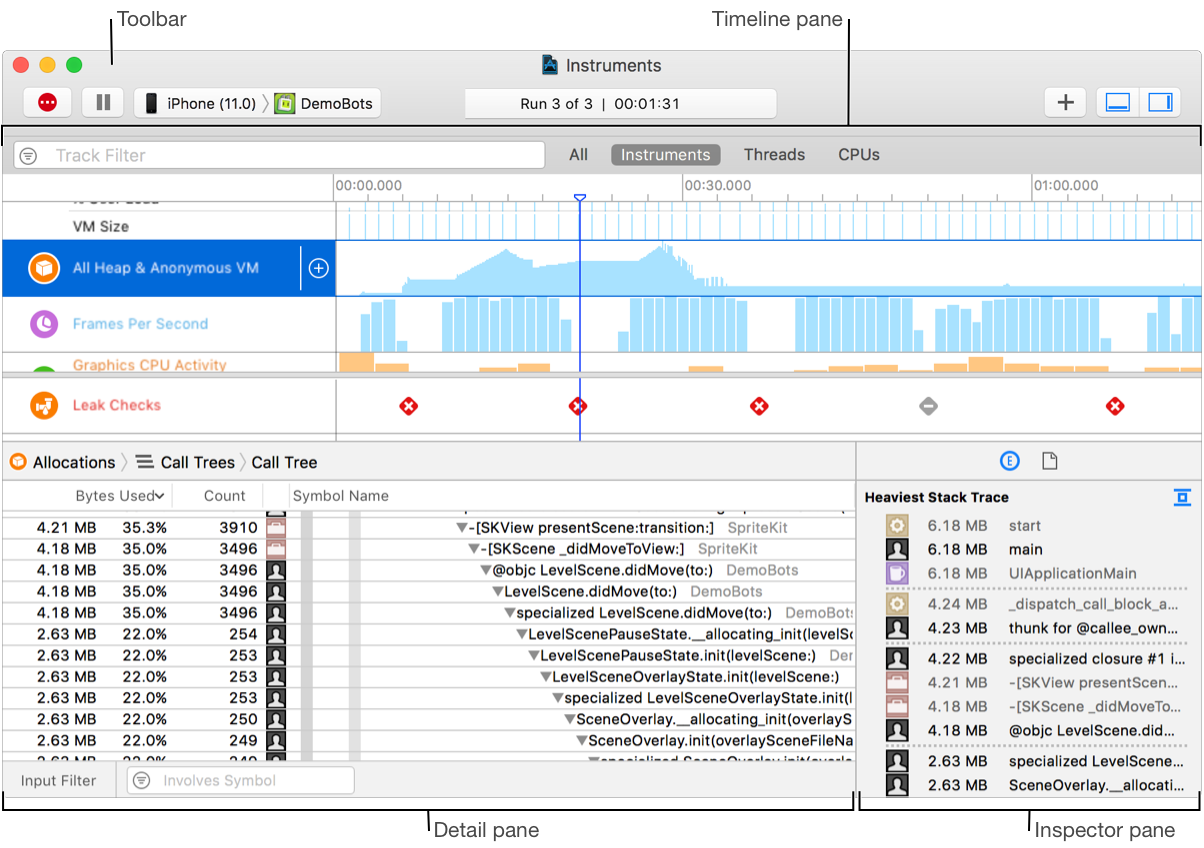 Toolbar
Timeline pane
Instruments
iPhone (11.0) DemoBots
Run 3 of 3 | 00:01:31
Track Filter
All Instruments Threads CPUs
00:00.000 00:30.000 01:00.000
VM Size
All Heap & Anonymous VM
Frames Per Second
Graphics CPU Activity
Leak Checks
Allocations Call Trees Call Tree
E
Bytes Used Count Symbol Name
4.21 MB 35.3% 3910 -[SKView presentScene:transition:] SpriteKit
4.18 MB 35.0% 3496 -[SKScene _didMoveToView:] SpriteKit
4.18 MB 35.0% 3496 @objc LevelScene.didMove(to:) DemoBots
4.18 MB 35.0% 3496 LevelScene.didMove(to:) DemoBots
4.18 MB 35.0% 3496 specialized LevelScene.didMove(to:) DemoBots
2.63 MB 22.0% 254 LevelScenePauseState.__allocating_init(levelSc
2.63 MB 22.0% 253 LevelScenePauseState.init(levelScene:) Der
2.63 MB 22.0% 253 LevelSceneOverlayState.init(levelScene:)
2.63 MB 22.0% 253 specialized LevelSceneOverlayState.init(l
2.63 MB 22.0% 250 SceneOverlay.__allocating_init(overlayS
2.63 MB 22.0% 249 SceneOverlay.init(overlaySceneFileNa
Input Filter Involves Symbol
Heaviest Stack Trace
6.18 MB start
6.18 MB main
6.18 MB UIApplicationMain
4.24 MB _dispatch_call_block_a...
4.23 MB thunk for @callee_own...
4.22 MB specialized closure #1 i...
4.21 MB -[SKView presentScen...
4.18 MB -[SKScene _didMoveTo...
4.18 MB @objc LevelScene.did...
2.63 MB specialized LevelScene...
2.63 MB SceneOverlay.__allocati...
Detail pane
Inspector pane